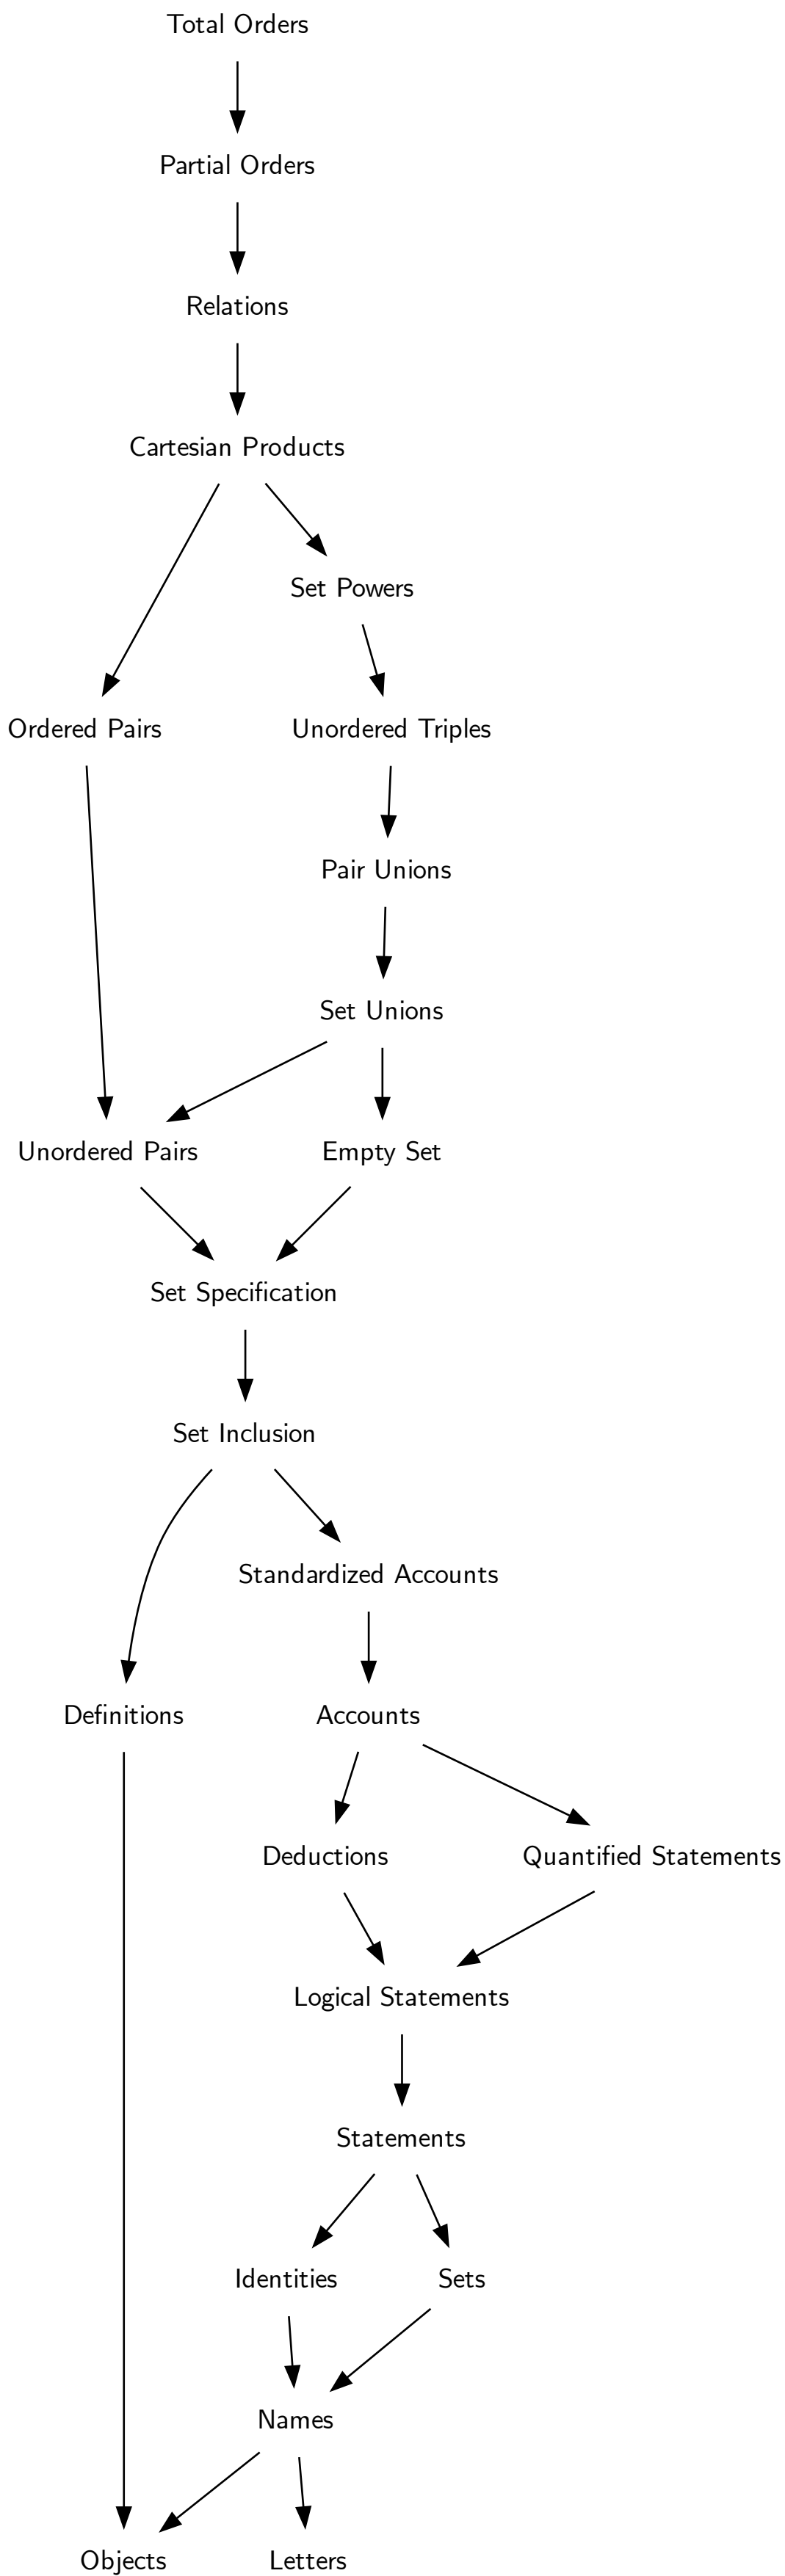 Total Orders
Partial Orders
Relations
Cartesian Products
Set Powers
Ordered Pairs
Unordered Triples
Pair Unions
Set Unions
Unordered Pairs
Empty Set
Set Specification
Set Inclusion
Standardized Accounts
Definitions
Accounts
Deductions
Quantified Statements
Logical Statements
Statements
Identities
Sets
Names
Objects
Letters